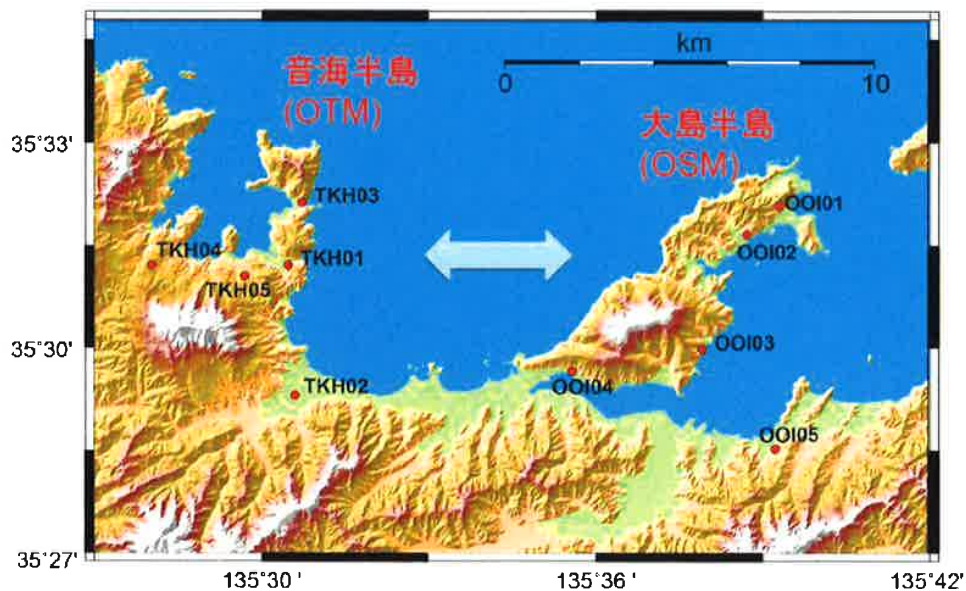 km
0 10
音海半島
(OTM)
大島半島
(OSM)
35°33'
TKH03
OOI01
OOI02
TKH04
TKH01
TKH05
35°30'
OOI03
OOI04
TKH02
OOI05
35°27'
135°30 '
135°36 '
135°42 '